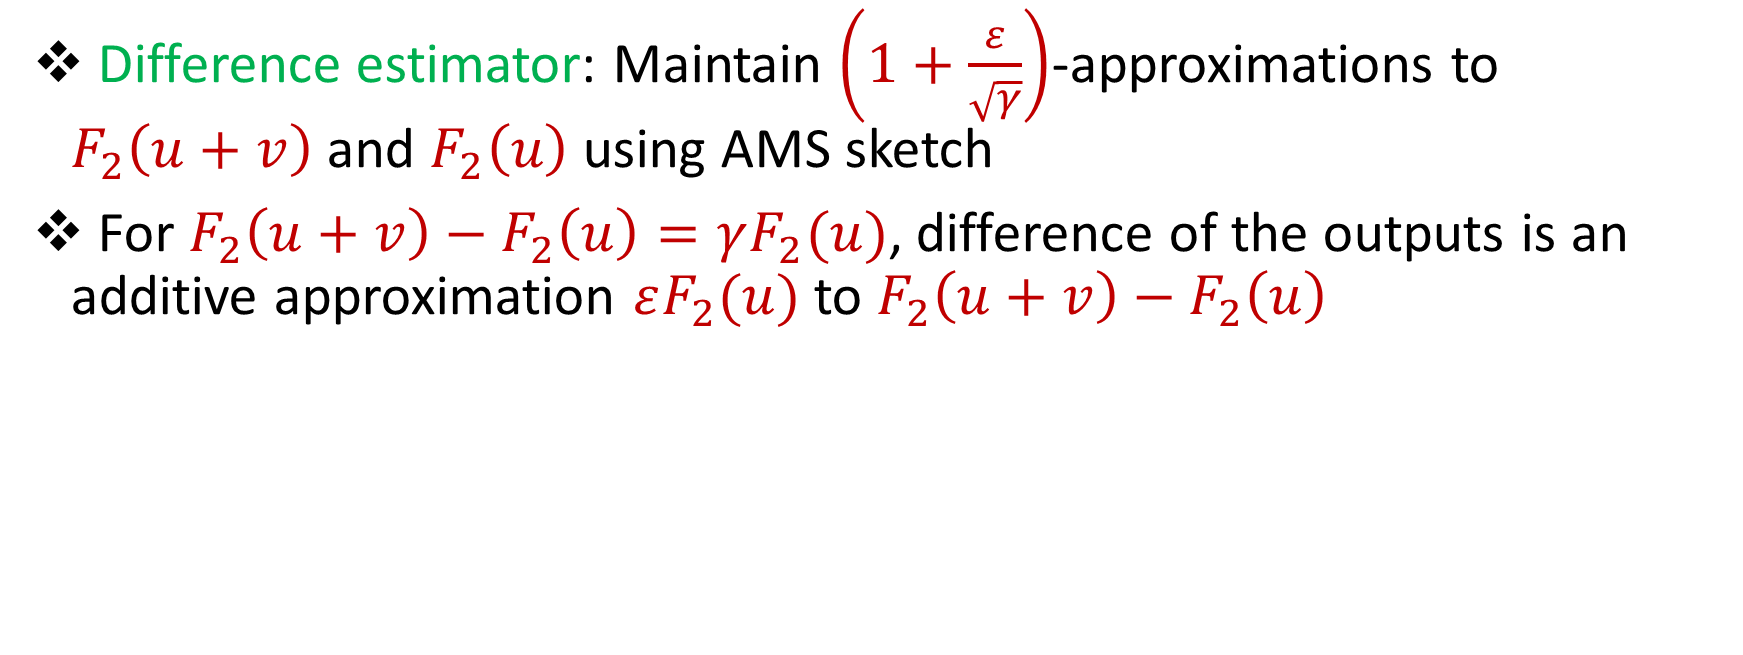 ❖ Difference estimator: Maintain (1 + ε/√γ)-approximations to
F₂(u + v) and F₂(u) using AMS sketch
❖ For F₂(u + v) − F₂(u) = γF₂(u), difference of the outputs is an
additive approximation εF₂(u) to F₂(u + v) − F₂(u)